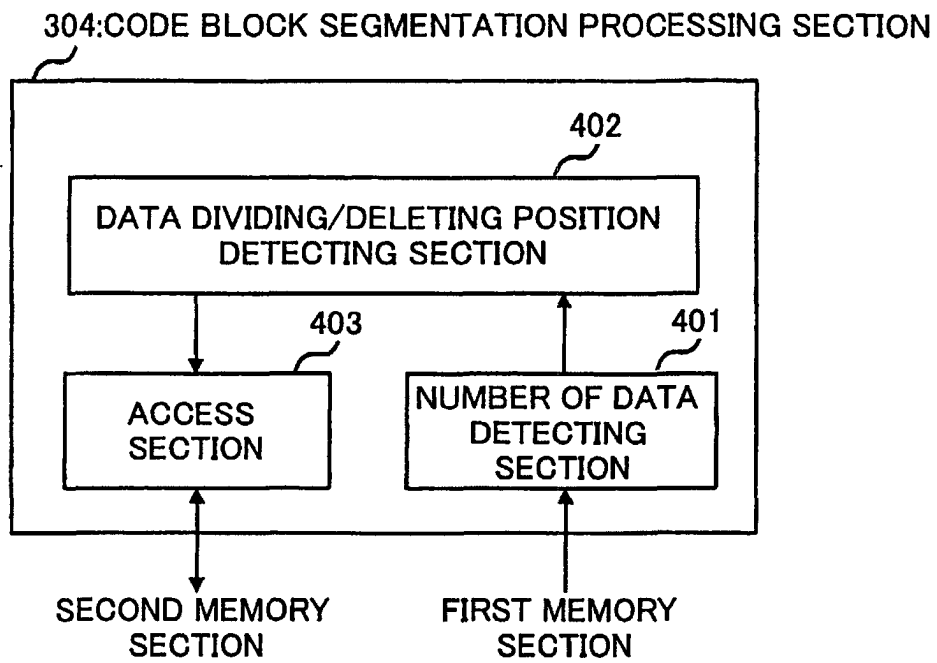 304:CODE BLOCK SEGMENTATION PROCESSING SECTION
402
DATA DIVIDING/DELETING POSITION
DETECTING SECTION
403
401
ACCESS
SECTION
NUMBER OF DATA
DETECTING
SECTION
SECOND MEMORY
SECTION
FIRST MEMORY
SECTION